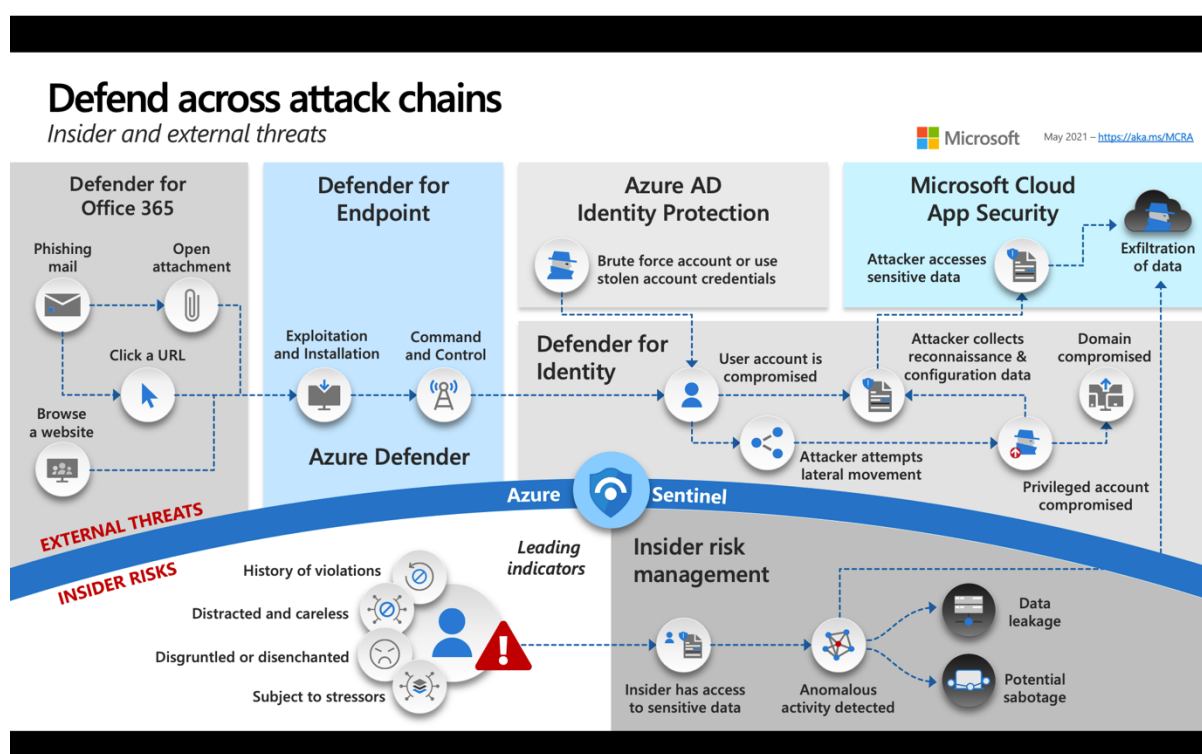 Defend across attack chains
Insider and external threats
Microsoft
May 2021 – https://aka.ms/MCRA
Defender for
Office 365
Phishing
mail
Open
attachment
Click a URL
Browse
a website
Defender for
Endpoint
Exploitation
and Installation
Command
and Control
Azure Defender
Azure AD
Identity Protection
Brute force account or use
stolen account credentials
Microsoft Cloud
App Security
Attacker accesses
sensitive data
Exfiltration
of data
Defender for
Identity
User account is
compromised
Attacker collects
reconnaissance &
configuration data
Domain
compromised
Attacker attempts
lateral movement
Privileged account
compromised
Azure
Sentinel
EXTERNAL THREATS
INSIDER RISKS
Leading
indicators
History of violations
Distracted and careless
Disgruntled or disenchanted
Subject to stressors
Insider risk
management
Insider has access
to sensitive data
Anomalous
activity detected
Data
leakage
Potential
sabotage